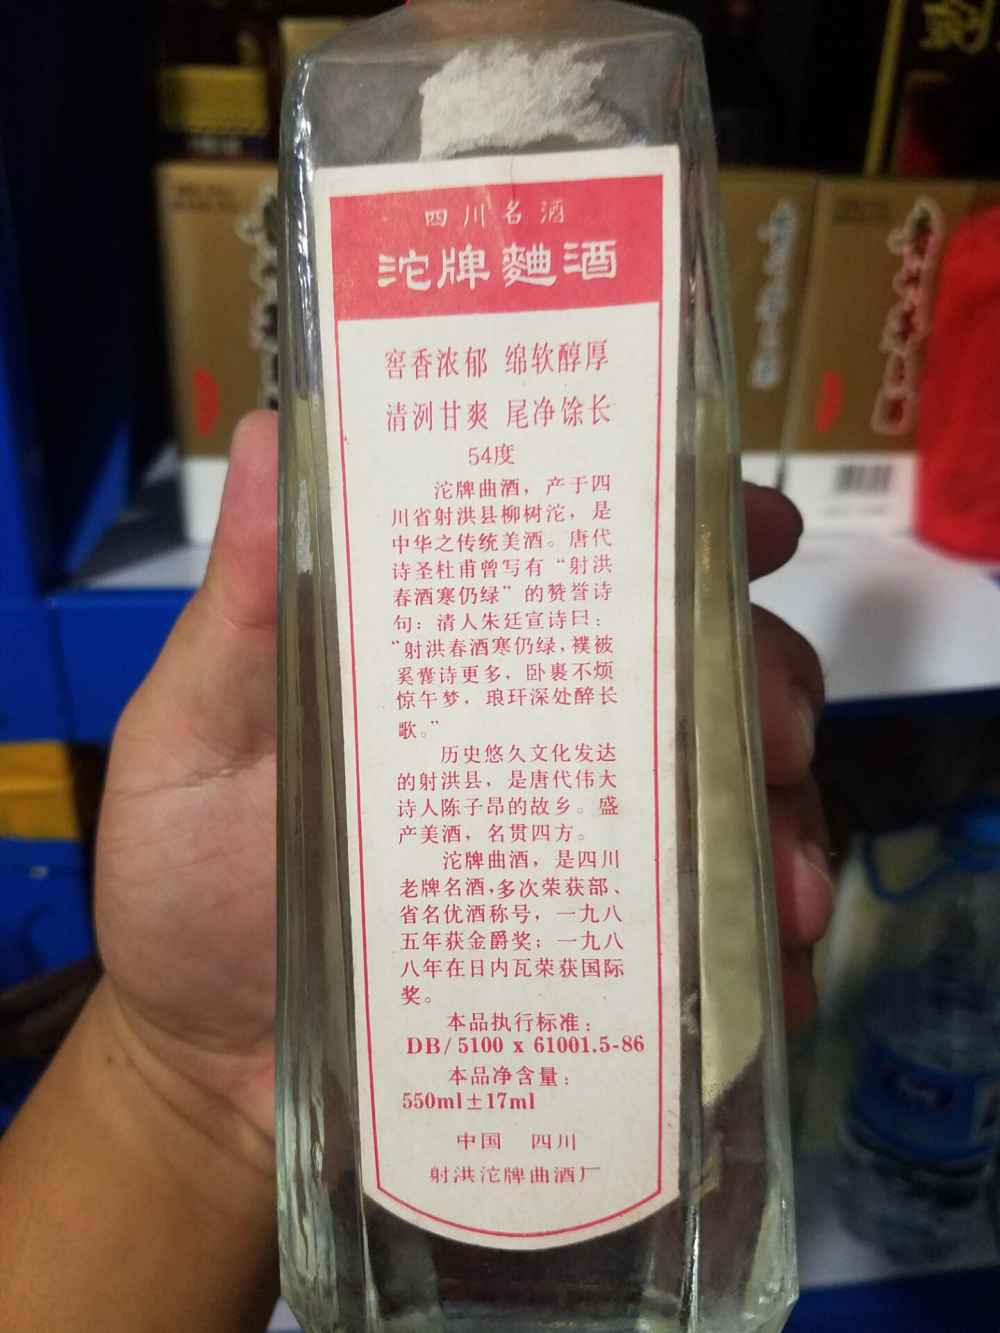 四川名酒
沱牌麯酒
窖香浓郁 绵软醇厚
清洌甘爽 尾净馀长
54度
沱牌曲酒，产于四
川省射洪县柳树沱，是
中华之传统美酒。唐代
诗圣杜甫曾写有“射洪
春酒寒仍绿”的赞誉诗
句：清人朱廷宣诗曰：
“射洪春酒寒仍绿，襆被
奚囊诗更多，卧裹不烦
惊午梦，琅玕深处醉长
歌。”
历史悠久文化发达
的射洪县，是唐代伟大
诗人陈子昂的故乡。盛
产美酒，名贯四方。
沱牌曲酒，是四川
老牌名酒，多次荣获部、
省名优酒称号，一九八
五年获金爵奖；一九八
八年在日内瓦荣获国际
奖。
本品执行标准：
DB/5100 x 61001.5-86
本品净含量：
550ml±17ml
中国 四川
射洪沱牌曲酒厂